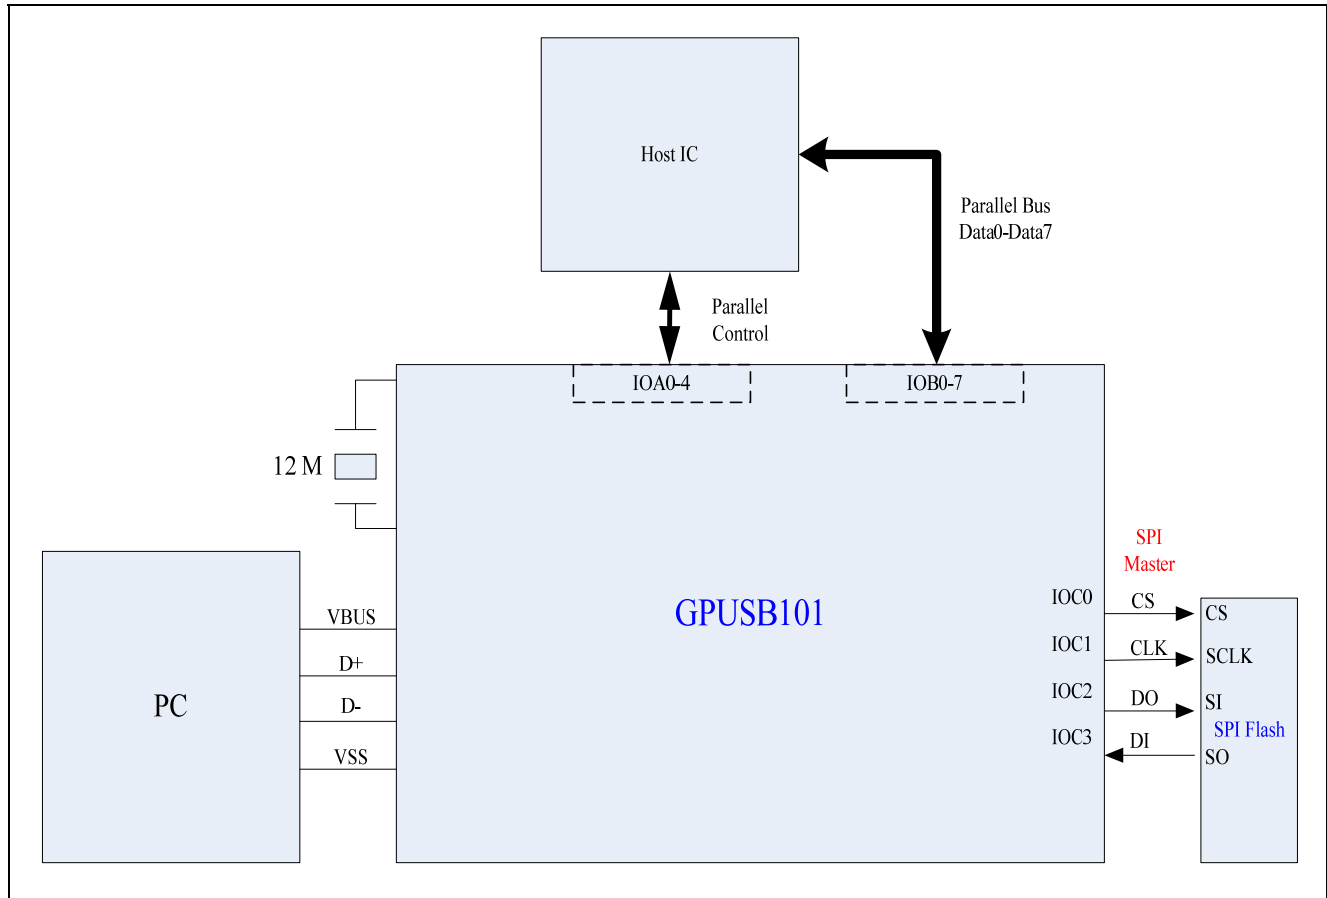 Host IC
Parallel Bus
Data0-Data7
Parallel
Control
IOA0-4
IOB0-7
12 M
SPI
Master
GPUSB101
PC
VBUS
D+
D-
VSS
IOC0
IOC1
IOC2
IOC3
CS
CLK
DO
DI
CS
SCLK
SI
SPI Flash
SO